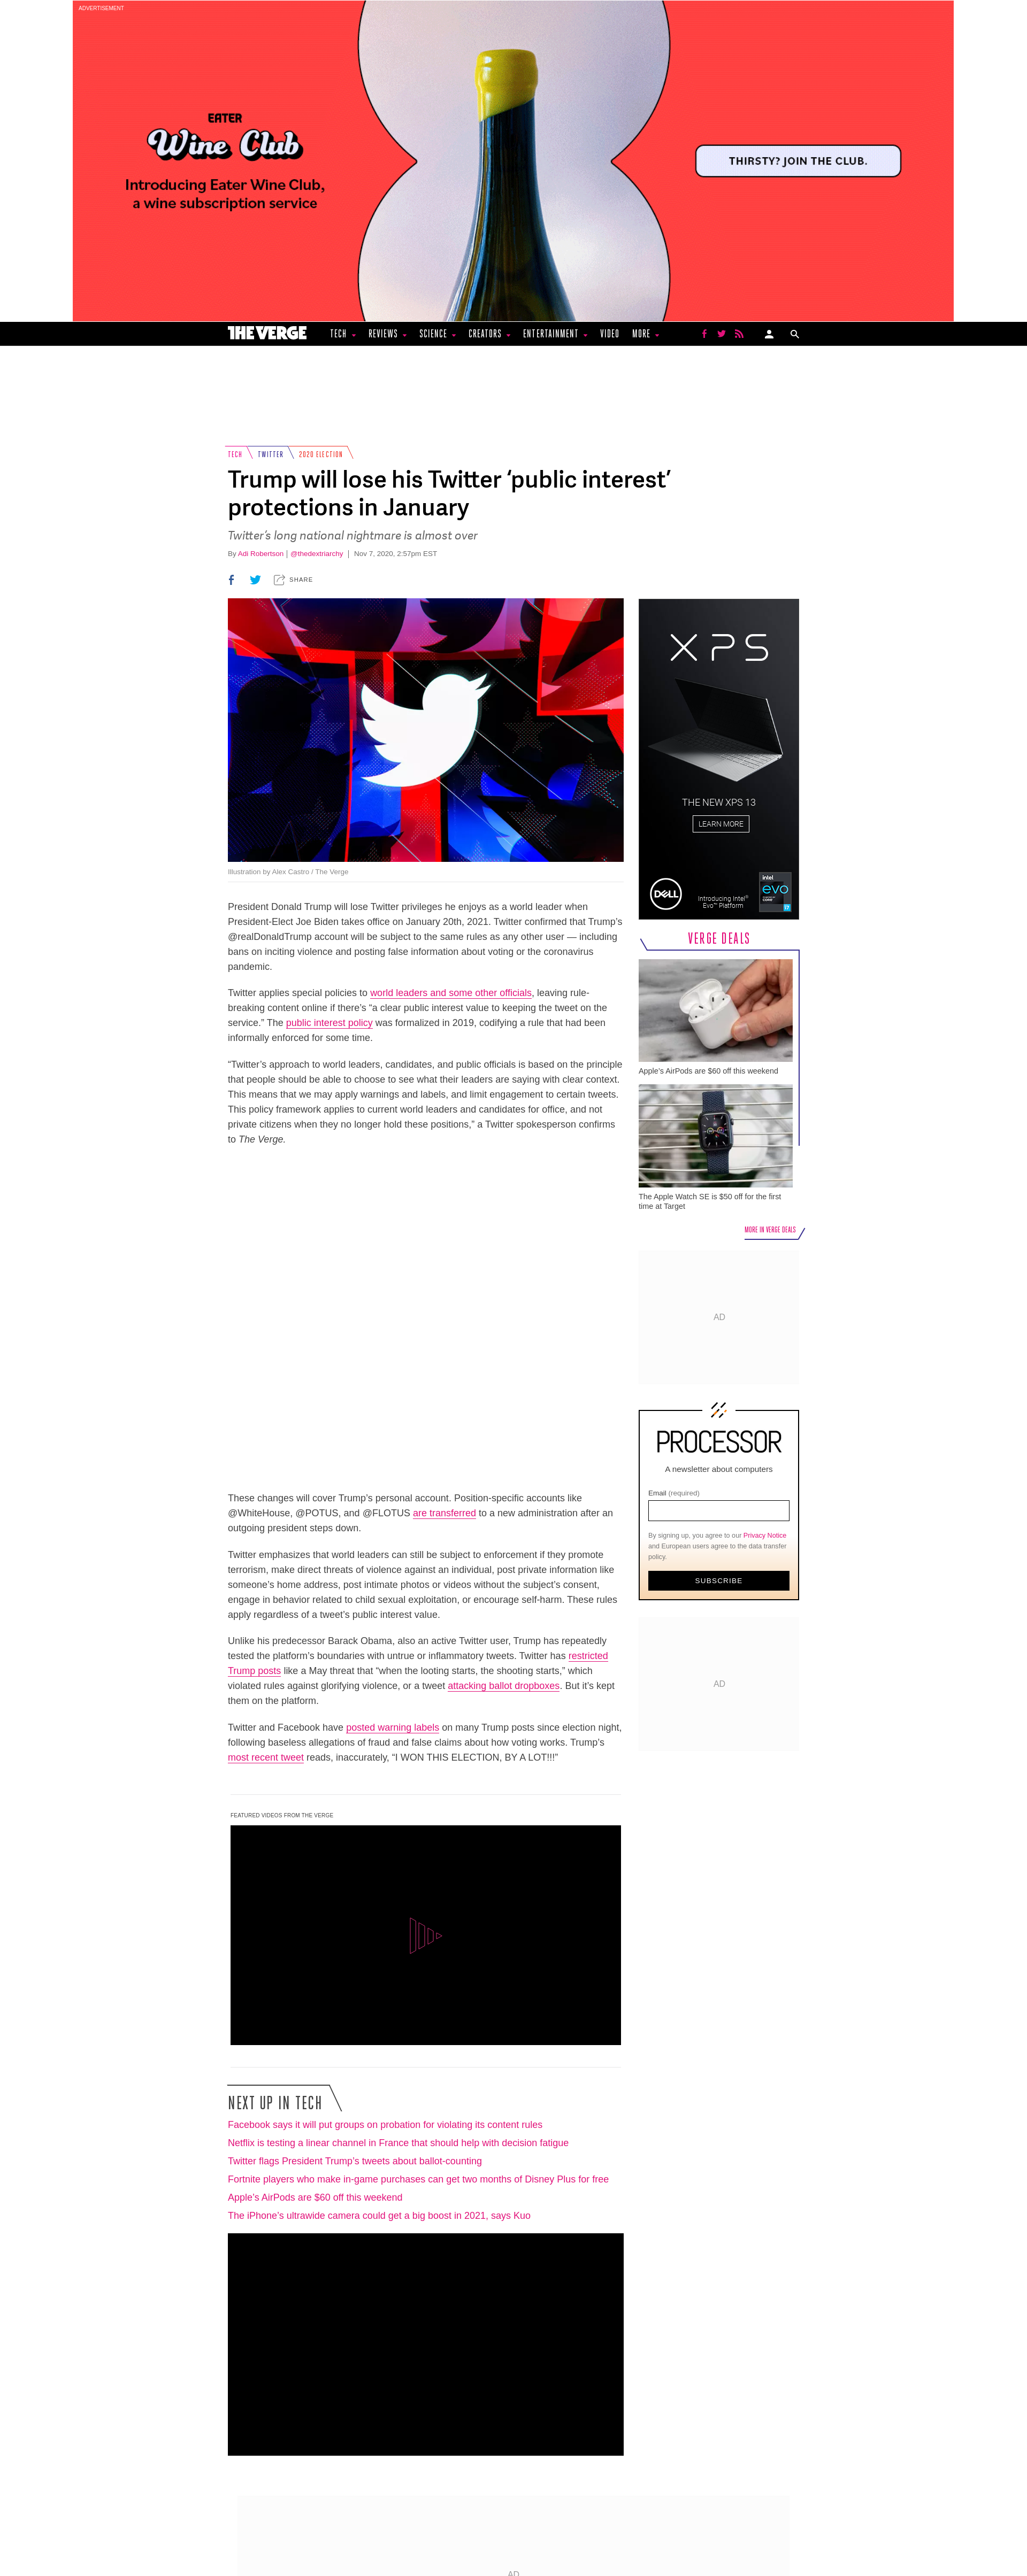 ADVERTISEMENT
EATER
Wine Club
Introducing Eater Wine Club,
a wine subscription service
THIRSTY? JOIN THE CLUB.
THE VERGE
TECH
REVIEWS
SCIENCE
CREATORS
ENTERTAINMENT
VIDEO
MORE
TECH
TWITTER
2020 ELECTION
Trump will lose his Twitter ‘public interest’
protections in January
Twitter’s long national nightmare is almost over
By Adi Robertson | @thedextriarchy | Nov 7, 2020, 2:57pm EST
SHARE
Illustration by Alex Castro / The Verge
President Donald Trump will lose Twitter privileges he enjoys as a world leader when
President-Elect Joe Biden takes office on January 20th, 2021. Twitter confirmed that Trump’s
@realDonaldTrump account will be subject to the same rules as any other user — including
bans on inciting violence and posting false information about voting or the coronavirus
pandemic.
Twitter applies special policies to world leaders and some other officials, leaving rule-
breaking content online if there’s “a clear public interest value to keeping the tweet on the
service.” The public interest policy was formalized in 2019, codifying a rule that had been
informally enforced for some time.
“Twitter’s approach to world leaders, candidates, and public officials is based on the principle
that people should be able to choose to see what their leaders are saying with clear context.
This means that we may apply warnings and labels, and limit engagement to certain tweets.
This policy framework applies to current world leaders and candidates for office, and not
private citizens when they no longer hold these positions,” a Twitter spokesperson confirms
to The Verge.
These changes will cover Trump’s personal account. Position-specific accounts like
@WhiteHouse, @POTUS, and @FLOTUS are transferred to a new administration after an
outgoing president steps down.
Twitter emphasizes that world leaders can still be subject to enforcement if they promote
terrorism, make direct threats of violence against an individual, post private information like
someone’s home address, post intimate photos or videos without the subject’s consent,
engage in behavior related to child sexual exploitation, or encourage self-harm. These rules
apply regardless of a tweet’s public interest value.
Unlike his predecessor Barack Obama, also an active Twitter user, Trump has repeatedly
tested the platform’s boundaries with untrue or inflammatory tweets. Twitter has restricted
Trump posts like a May threat that “when the looting starts, the shooting starts,” which
violated rules against glorifying violence, or a tweet attacking ballot dropboxes. But it’s kept
them on the platform.
Twitter and Facebook have posted warning labels on many Trump posts since election night,
following baseless allegations of fraud and false claims about how voting works. Trump’s
most recent tweet reads, inaccurately, “I WON THIS ELECTION, BY A LOT!!!”
FEATURED VIDEOS FROM THE VERGE
NEXT UP IN TECH
Facebook says it will put groups on probation for violating its content rules
Netflix is testing a linear channel in France that should help with decision fatigue
Twitter flags President Trump’s tweets about ballot-counting
Fortnite players who make in-game purchases can get two months of Disney Plus for free
Apple’s AirPods are $60 off this weekend
The iPhone’s ultrawide camera could get a big boost in 2021, says Kuo
XPS
THE NEW XPS 13
LEARN MORE
DELL
Introducing Intel®
Evo™ Platform
intel
evo
CORE
i7
VERGE DEALS
Apple’s AirPods are $60 off this weekend
The Apple Watch SE is $50 off for the first
time at Target
MORE IN VERGE DEALS
AD
PROCESSOR
A newsletter about computers
Email (required)
By signing up, you agree to our Privacy Notice
and European users agree to the data transfer
policy.
SUBSCRIBE
AD
AD